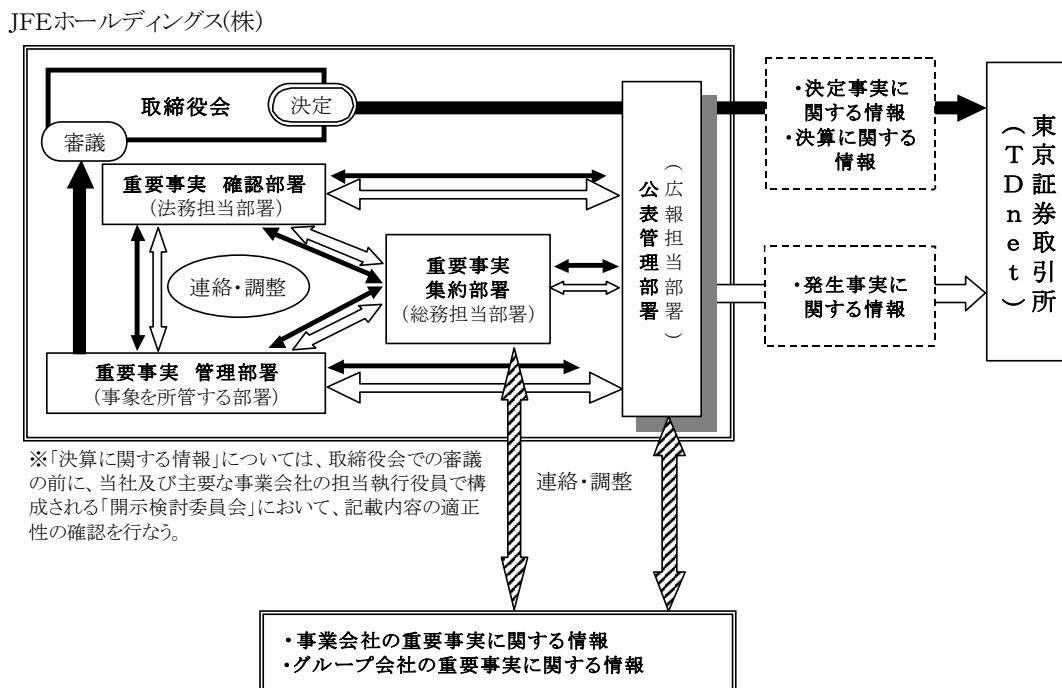 JFEホールディングス(株)
取締役会
決定
審議
重要事実 確認部署
(法務担当部署)
連絡・調整
重要事実
集約部署
(総務担当部署)
重要事実 管理部署
(事象を所管する部署)
公表管理部署
(広報担当部署)
・決定事実に
関する情報
・決算に関する
情報
・発生事実に
関する情報
東京証券取引所
(TDnet)
※「決算に関する情報」については、取締役会での審議
の前に、当社及び主要な事業会社の担当執行役員で構
成される「開示検討委員会」において、記載内容の適正
性の確認を行なう。
連絡・調整
・事業会社の重要事実に関する情報
・グループ会社の重要事実に関する情報